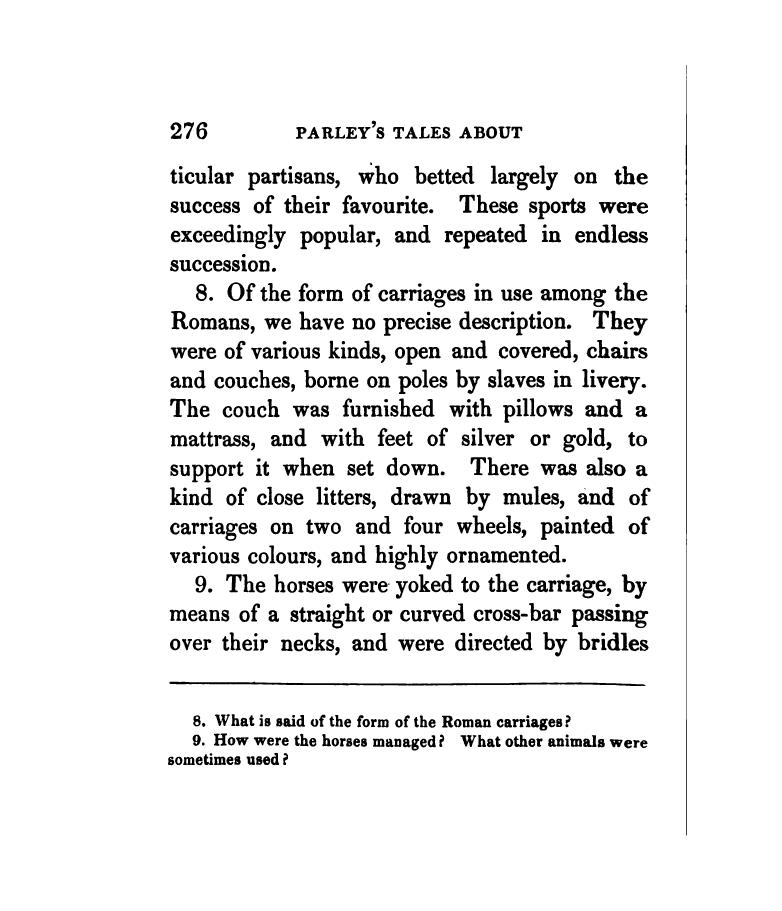 276 PARLEY'S TALES ABOUT
ticular partisans, who betted largely on the
success of their favourite. These sports were
exceedingly popular, and repeated in endless
succession.
8. Of the form of carriages in use among the
Romans, we have no precise description. They
were of various kinds, open and covered, chairs
and couches, borne on poles by slaves in livery.
The couch was furnished with pillows and a
mattrass, and with feet of silver or gold, to
support it when set down. There was also a
kind of close litters, drawn by mules, and of
carriages on two and four wheels, painted of
various colours, and highly ornamented.
9. The horses were yoked to the carriage, by
means of a straight or curved cross-bar passing
over their necks, and were directed by bridles
8. What is said of the form of the Roman carriages?
9. How were the horses managed? What other animals were
sometimes used?